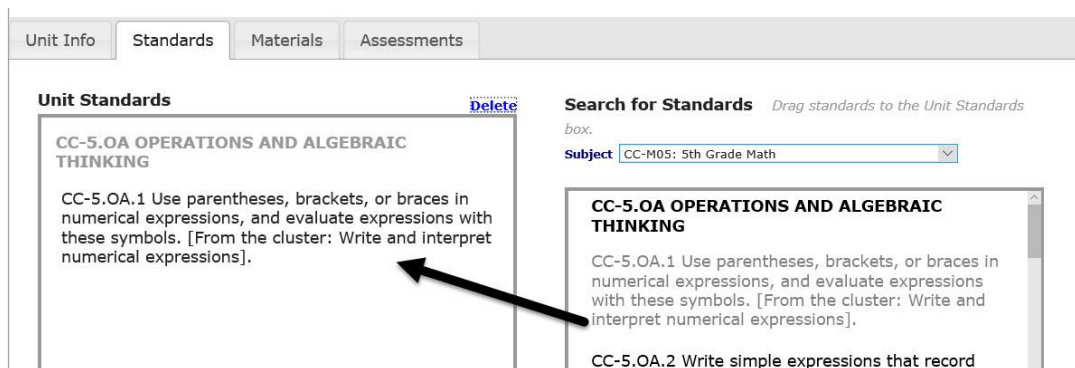 Unit Info Standards Materials Assessments
Unit Standards Delete
CC-5.OA OPERATIONS AND ALGEBRAIC
THINKING
CC-5.OA.1 Use parentheses, brackets, or braces in
numerical expressions, and evaluate expressions with
these symbols. [From the cluster: Write and interpret
numerical expressions].
Search for Standards Drag standards to the Unit Standards
box.
Subject CC-M05: 5th Grade Math
CC-5.OA OPERATIONS AND ALGEBRAIC
THINKING
CC-5.OA.1 Use parentheses, brackets, or braces in
numerical expressions, and evaluate expressions
with these symbols. [From the cluster: Write and
interpret numerical expressions].
CC-5.OA.2 Write simple expressions that record